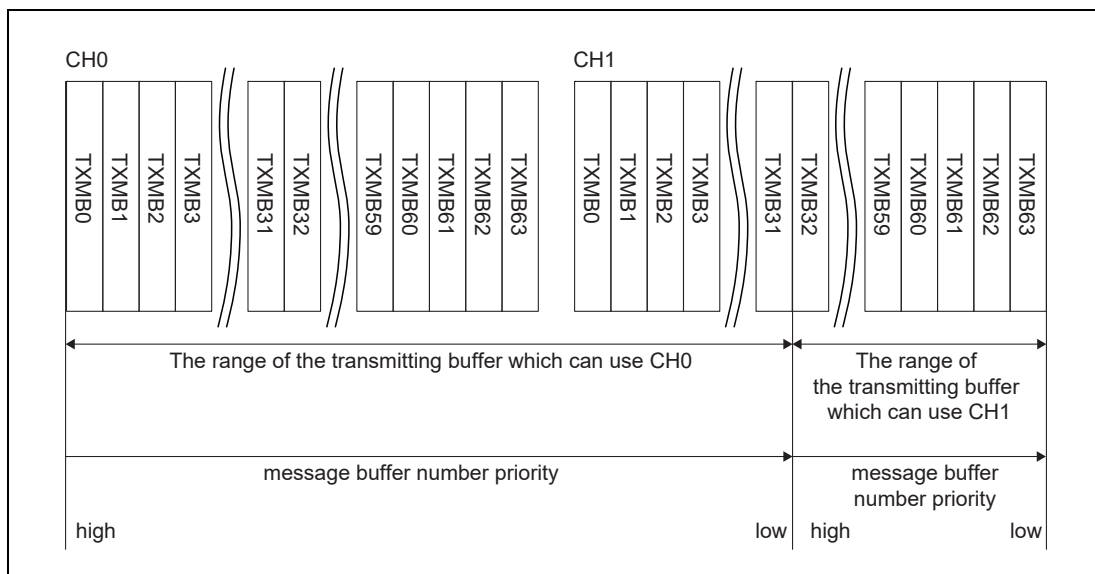 CH0
CH1
TXMB0
TXMB1
TXMB2
TXMB3
TXMB31
TXMB32
TXMB59
TXMB60
TXMB61
TXMB62
TXMB63
TXMB0
TXMB1
TXMB2
TXMB3
TXMB31
TXMB32
TXMB59
TXMB60
TXMB61
TXMB62
TXMB63
The range of the transmitting buffer which can use CH0
The range of
the transmitting buffer
which can use CH1
message buffer number priority
message buffer
number priority
high
low
high
low